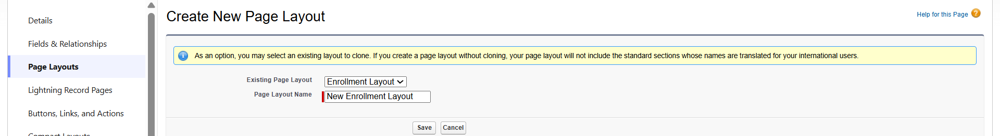 Details
Fields & Relationships
Page Layouts
Lightning Record Pages
Buttons, Links, and Actions
Compact Layouts
Create New Page Layout
Help for this Page
As an option, you may select an existing layout to clone. If you create a page layout without cloning, your page layout will not include the standard sections whose names are translated for your international users.
Existing Page Layout Enrollment Layout
Page Layout Name New Enrollment Layout
Save Cancel